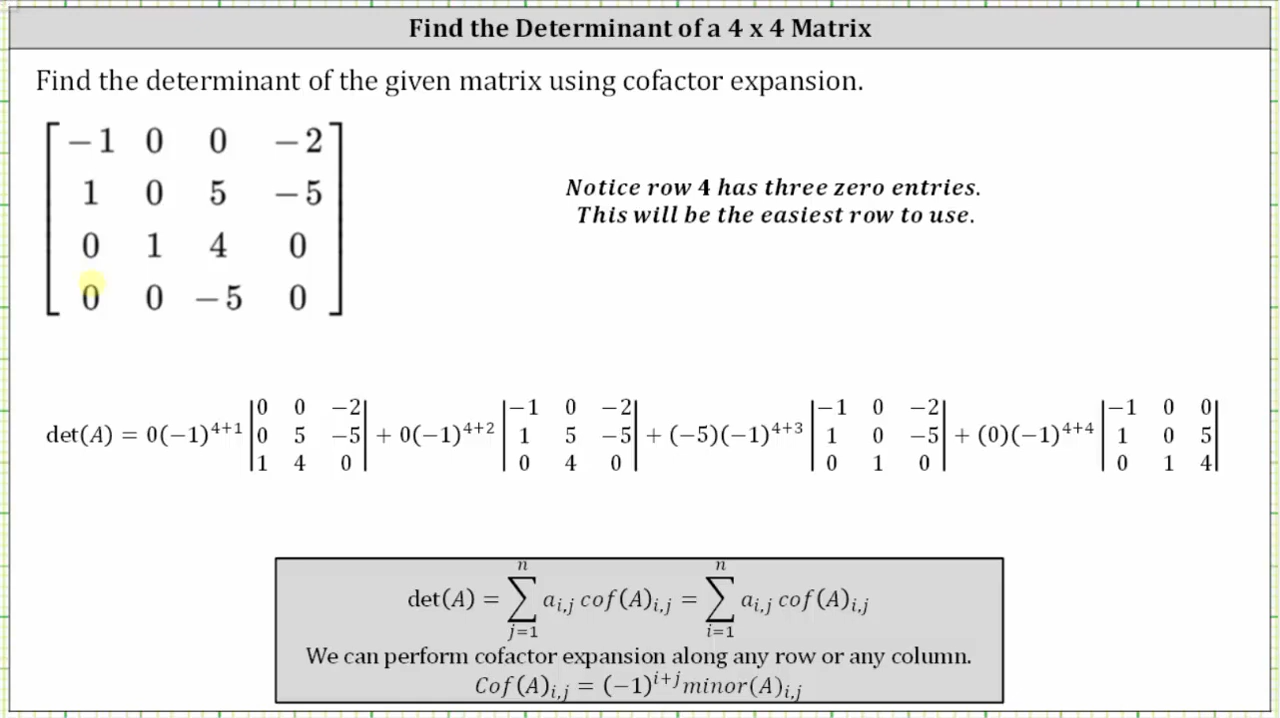 Find the Determinant of a 4 x 4 Matrix
Find the determinant of the given matrix using cofactor expansion.
[ −1 0 0 −2 ]
[ 1 0 5 −5 ]
[ 0 1 4 0 ]
[ 0 0 −5 0 ]
Notice row 4 has three zero entries.
This will be the easiest row to use.
det(A) = 0(−1)^{4+1} |0 0 −2; 0 5 −5; 1 4 0| + 0(−1)^{4+2} |−1 0 −2; 1 5 −5; 0 4 0| + (−5)(−1)^{4+3} |−1 0 −2; 1 0 −5; 0 1 0| + (0)(−1)^{4+4} |−1 0 0; 1 0 5; 0 1 4|
det(A) = ∑_{j=1}^{n} a_{i,j} cof(A)_{i,j} = ∑_{i=1}^{n} a_{i,j} cof(A)_{i,j}
We can perform cofactor expansion along any row or any column.
Cof(A)_{i,j} = (−1)^{i+j} minor(A)_{i,j}